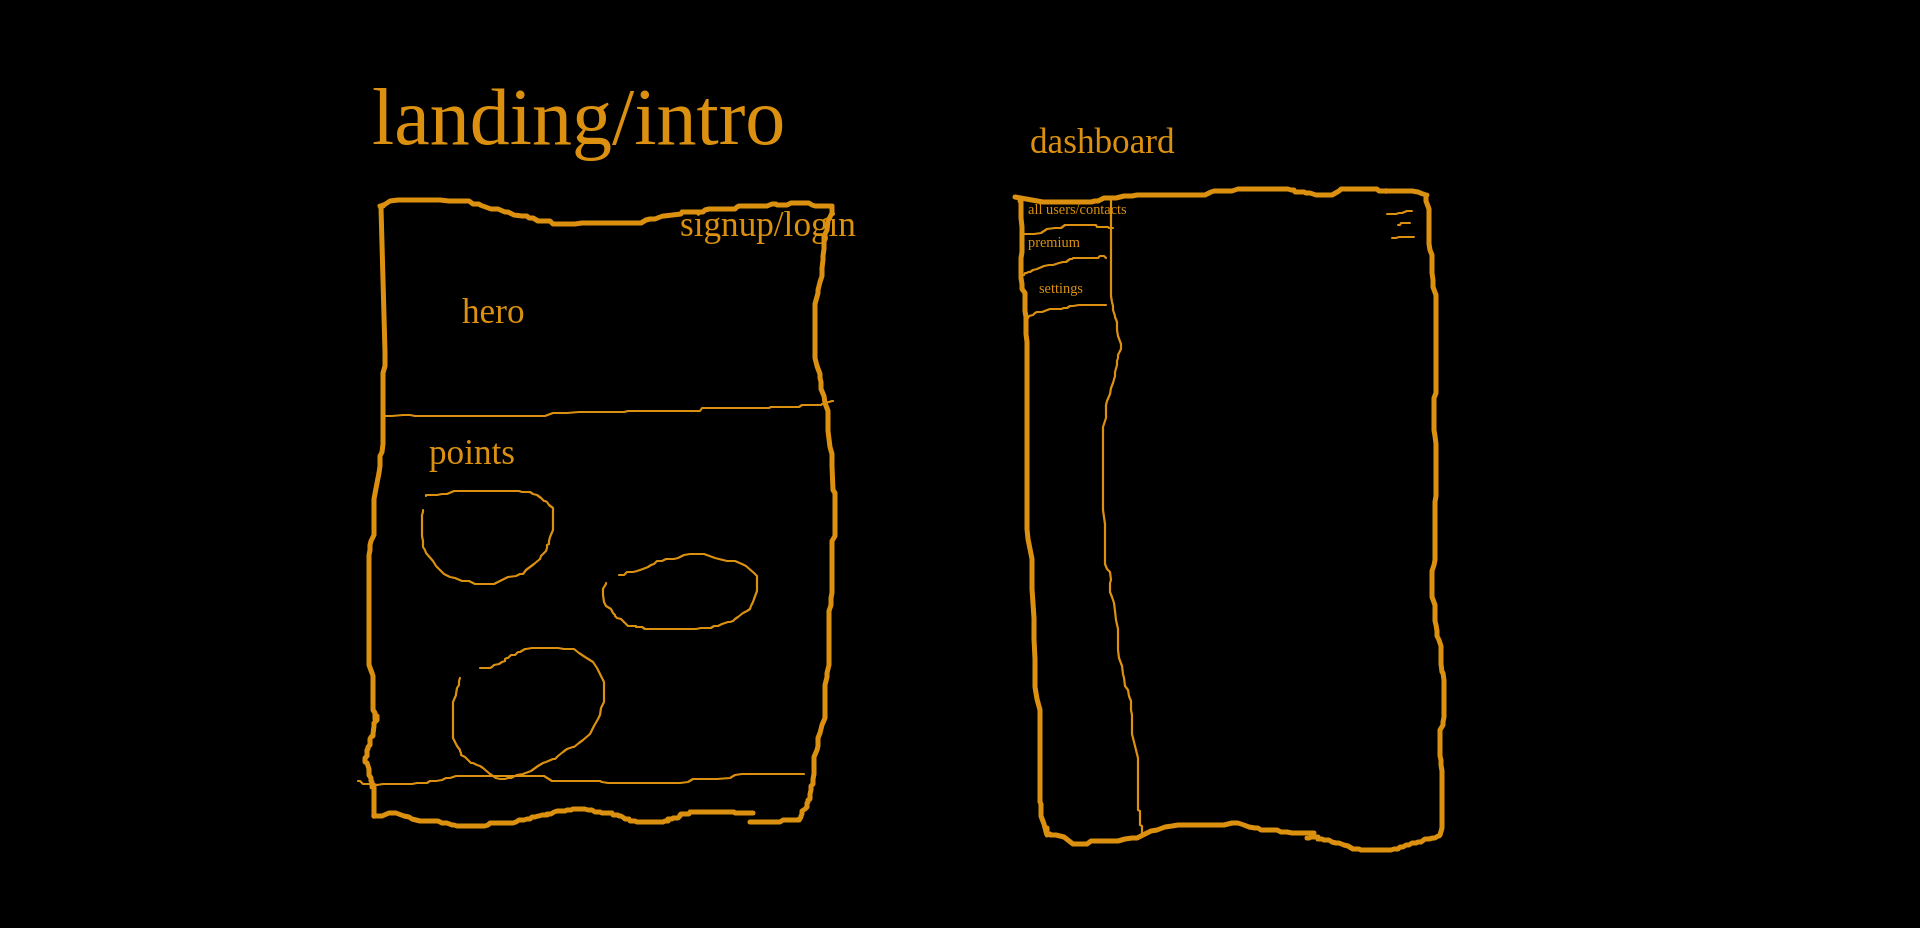 landing/intro
signup/login
hero
points
dashboard
all users/contacts
premium
settings